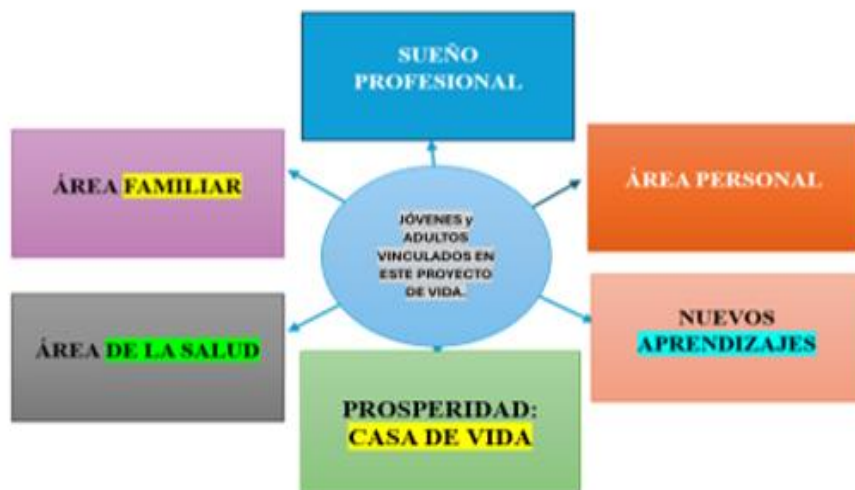 SUEÑO
PROFESIONAL
ÁREA FAMILIAR
ÁREA PERSONAL
JÓVENES y
ADULTOS
VINCULADOS EN
ESTE PROYECTO
DE VIDA.
ÁREA DE LA SALUD
NUEVOS
APRENDIZAJES
PROSPERIDAD:
CASA DE VIDA